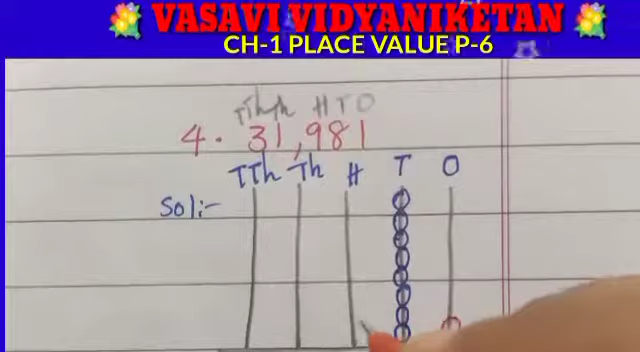 VASAVI VIDYANIKETAN
CH-1 PLACE VALUE P-6
TTh Th H T O
4. 31,981
TTh Th H T O
Sol:-